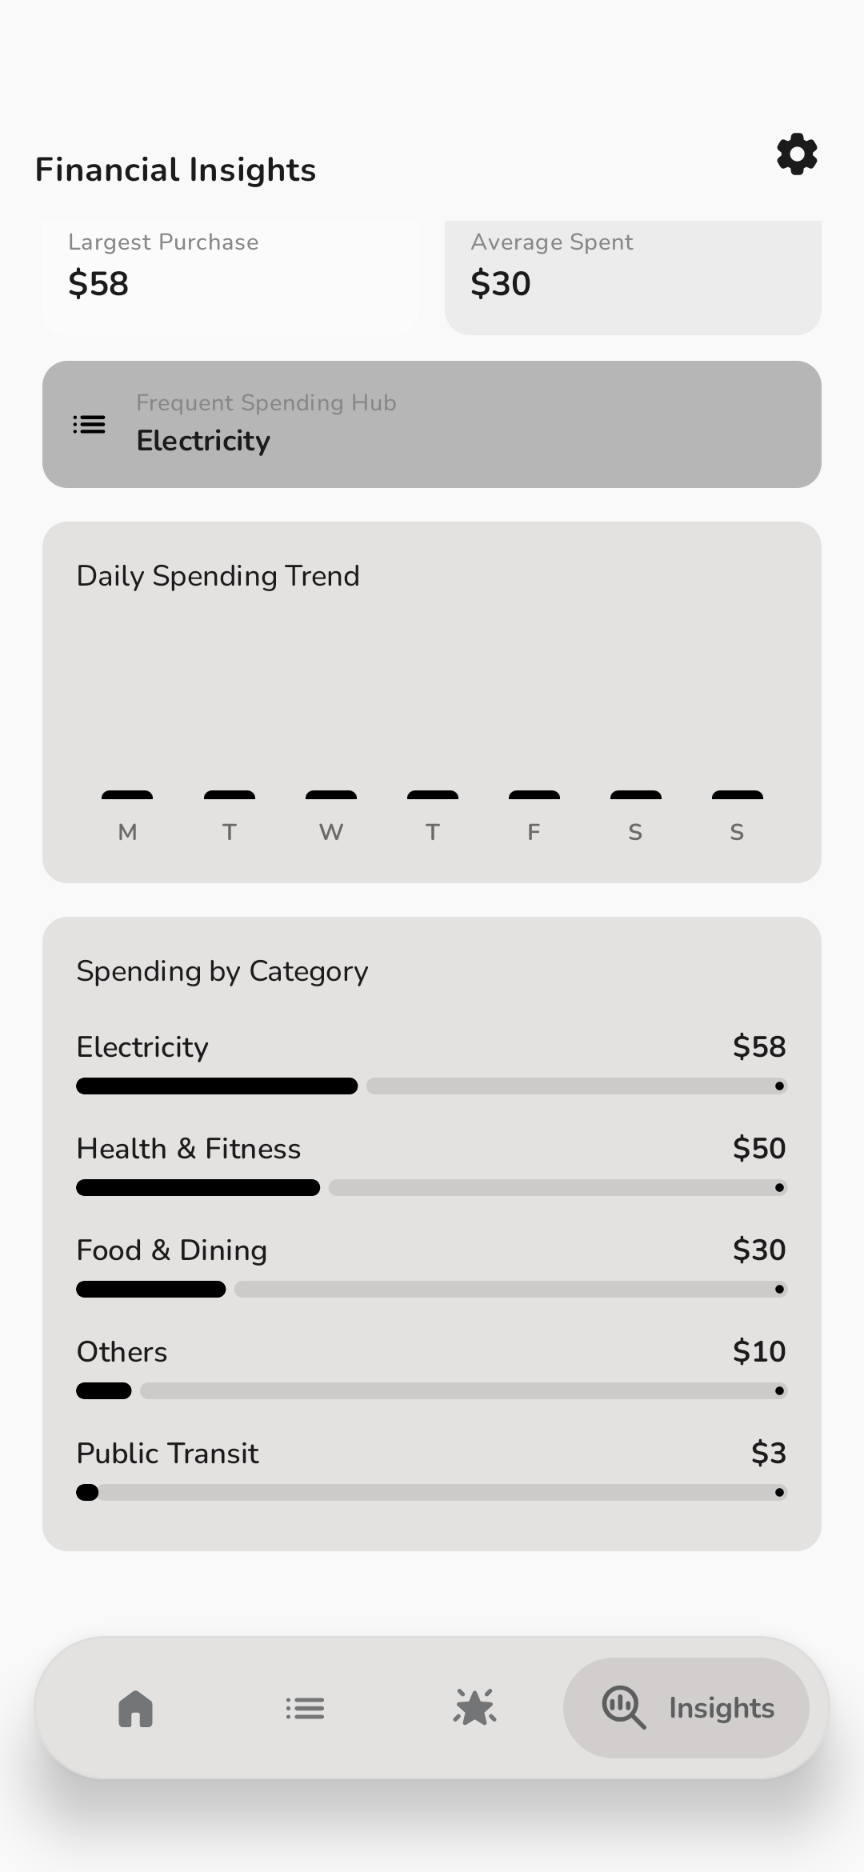 Financial Insights
Largest Purchase
$58
Average Spent
$30
Frequent Spending Hub
Electricity
Daily Spending Trend
M T W T F S S
Spending by Category
Electricity $58
Health & Fitness $50
Food & Dining $30
Others $10
Public Transit $3
Insights